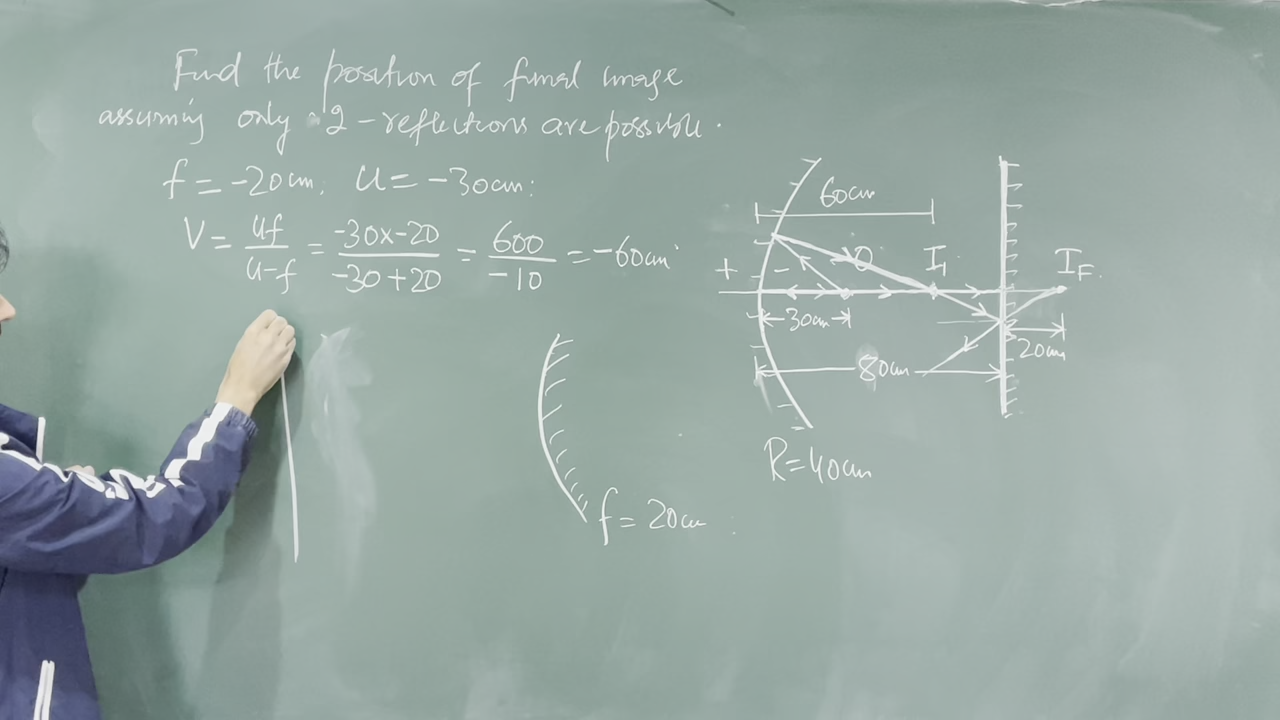 Find the position of final image
assuming only 2-reflections are possible.
f = -20cm, u = -30cm;
V = uf/u-f = -30x-20/-30+20 = 600/-10 = -60cm
60cm
+ - O I₁ I_F.
30cm
20cm
80cm
R=40cm
f = 20cm